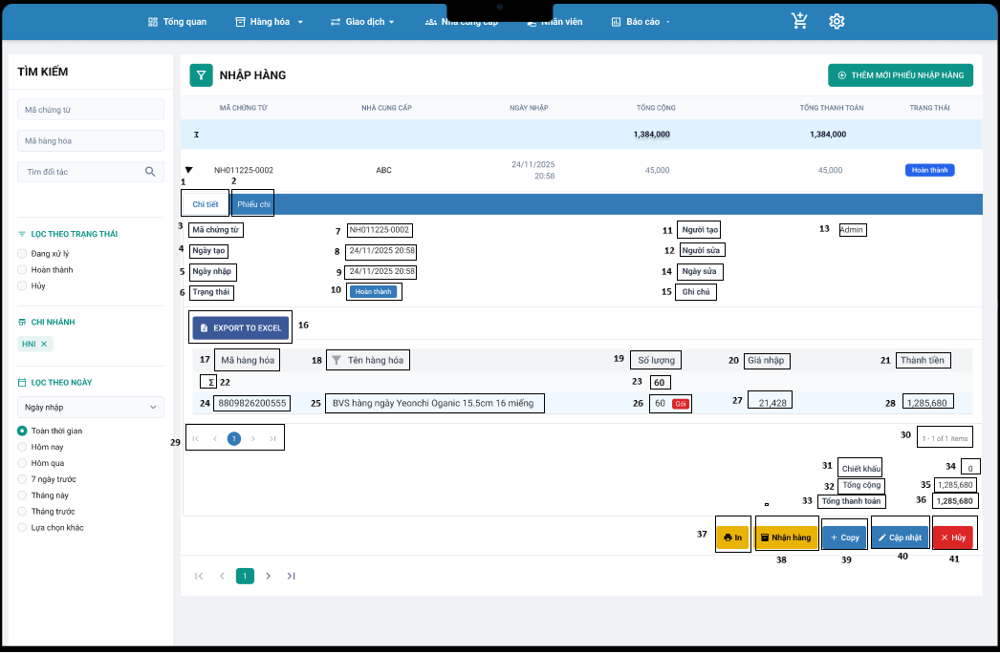 Tổng quan Hàng hóa Giao dịch Nhà cung cấp Nhân viên Báo cáo
TÌM KIẾM
Mã chứng từ
Mã hàng hóa
Tìm đối tác
LỌC THEO TRẠNG THÁI
Đang xử lý
Hoàn thành
Hủy
CHI NHÁNH
HNI ×
LỌC THEO NGÀY
Ngày nhập
Toàn thời gian
Hôm nay
Hôm qua
7 ngày trước
Tháng này
Tháng trước
Lựa chọn khác
NHẬP HÀNG THÊM MỚI PHIẾU NHẬP HÀNG
MÃ CHỨNG TỪ NHÀ CUNG CẤP NGÀY NHẬP TỔNG CỘNG TỔNG THANH TOÁN TRẠNG THÁI
Σ 1,384,000 1,384,000
NH011225-0002 ABC 24/11/2025 20:58 45,000 45,000 Hoàn thành
1 2
Chi tiết Phiếu chi
3 Mã chứng từ 7 NH011225-0002 11 Người tạo 13 Admin
4 Ngày tạo 8 24/11/2025 20:58 12 Người sửa
5 Ngày nhập 9 24/11/2025 20:58 14 Ngày sửa
6 Trạng thái 10 Hoàn thành 15 Ghi chú
EXPORT TO EXCEL 16
17 Mã hàng hóa 18 Tên hàng hóa 19 Số lượng 20 Giá nhập 21 Thành tiền
Σ 22 23 60
24 8809826200555 25 BVS hàng ngày Yeonchi Oganic 15.5cm 16 miếng 26 60 Gói 27 21,428 28 1,285,680
29 1 30 1 - 1 of 1 items
31 Chiết khấu 34 0
32 Tổng cộng 35 1,285,680
33 Tổng thanh toán 36 1,285,680
37 In Nhận hàng + Copy Cập nhật × Hủy
38 39 40 41
1